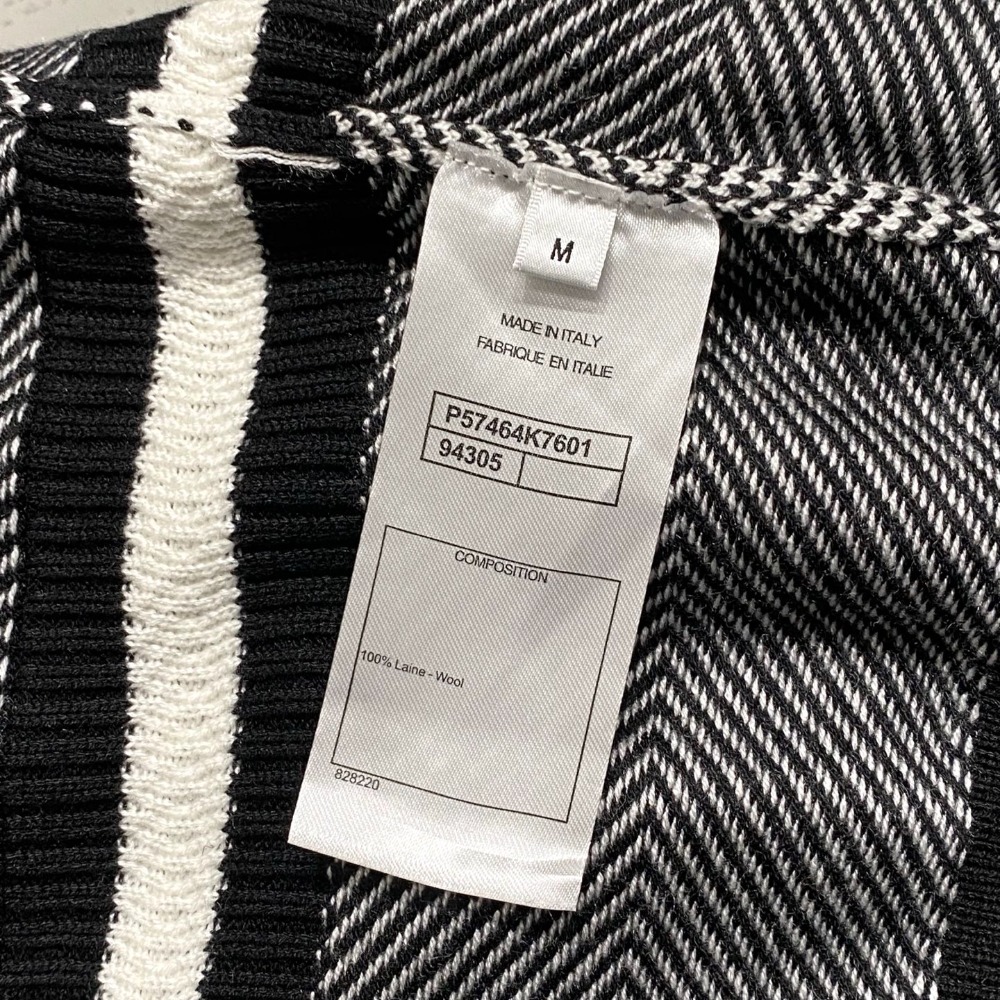 M
MADE IN ITALY
FABRIQUE EN ITALIE
P57464K7601
94305
COMPOSITION
100% Laine - Wool
828220